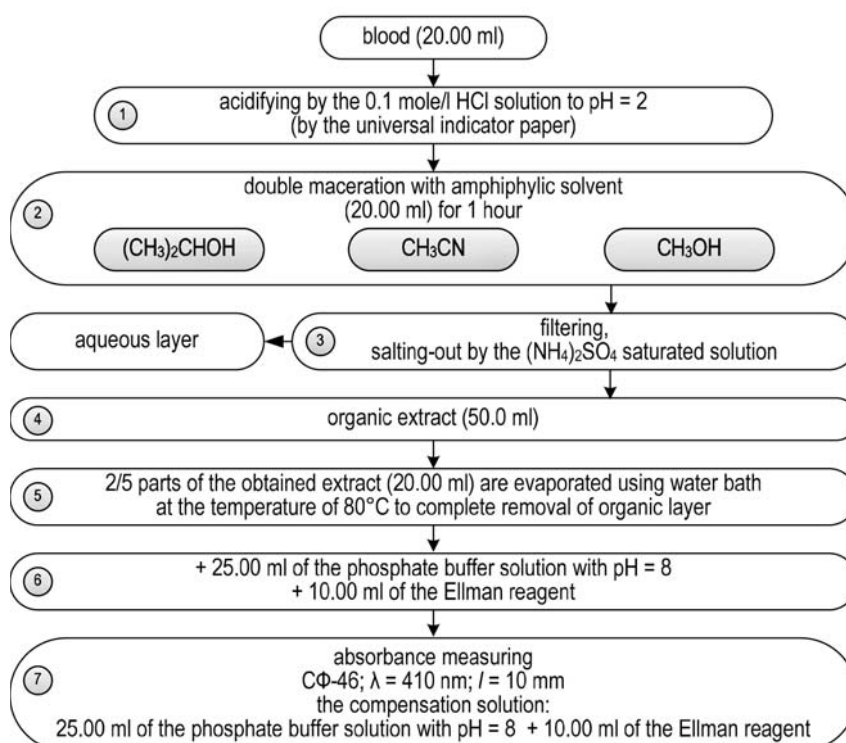 blood (20.00 ml)
1
acidifying by the 0.1 mole/l HCl solution to pH = 2
(by the universal indicator paper)
2
double maceration with amphiphylic solvent
(20.00 ml) for 1 hour
(CH₃)₂CHOH
CH₃CN
CH₃OH
aqueous layer
3
filtering,
salting-out by the (NH₄)₂SO₄ saturated solution
4
organic extract (50.0 ml)
5
2/5 parts of the obtained extract (20.00 ml) are evaporated using water bath
at the temperature of 80°C to complete removal of organic layer
6
+ 25.00 ml of the phosphate buffer solution with pH = 8
+ 10.00 ml of the Ellman reagent
7
absorbance measuring
СФ-46; λ = 410 nm; l = 10 mm
the compensation solution:
25.00 ml of the phosphate buffer solution with pH = 8 + 10.00 ml of the Ellman reagent